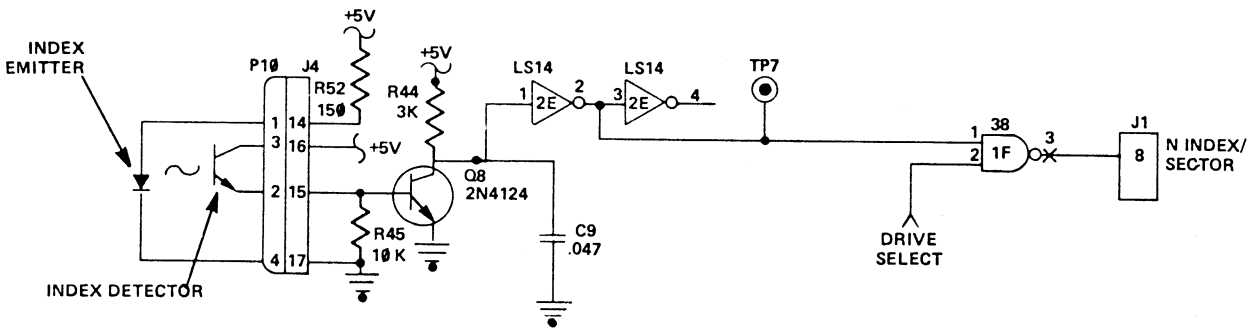 INDEX
EMITTER
P10
J4
+5V
R52
150
+5V
R44
3K
LS14
1
2E
2
LS14
3
2E
4
TP7
1
38
3
2
1F
J1
8
N INDEX/
SECTOR
1
14
3
16
+5V
2
15
Q8
2N4124
R45
10 K
4
17
C9
.047
DRIVE
SELECT
INDEX DETECTOR